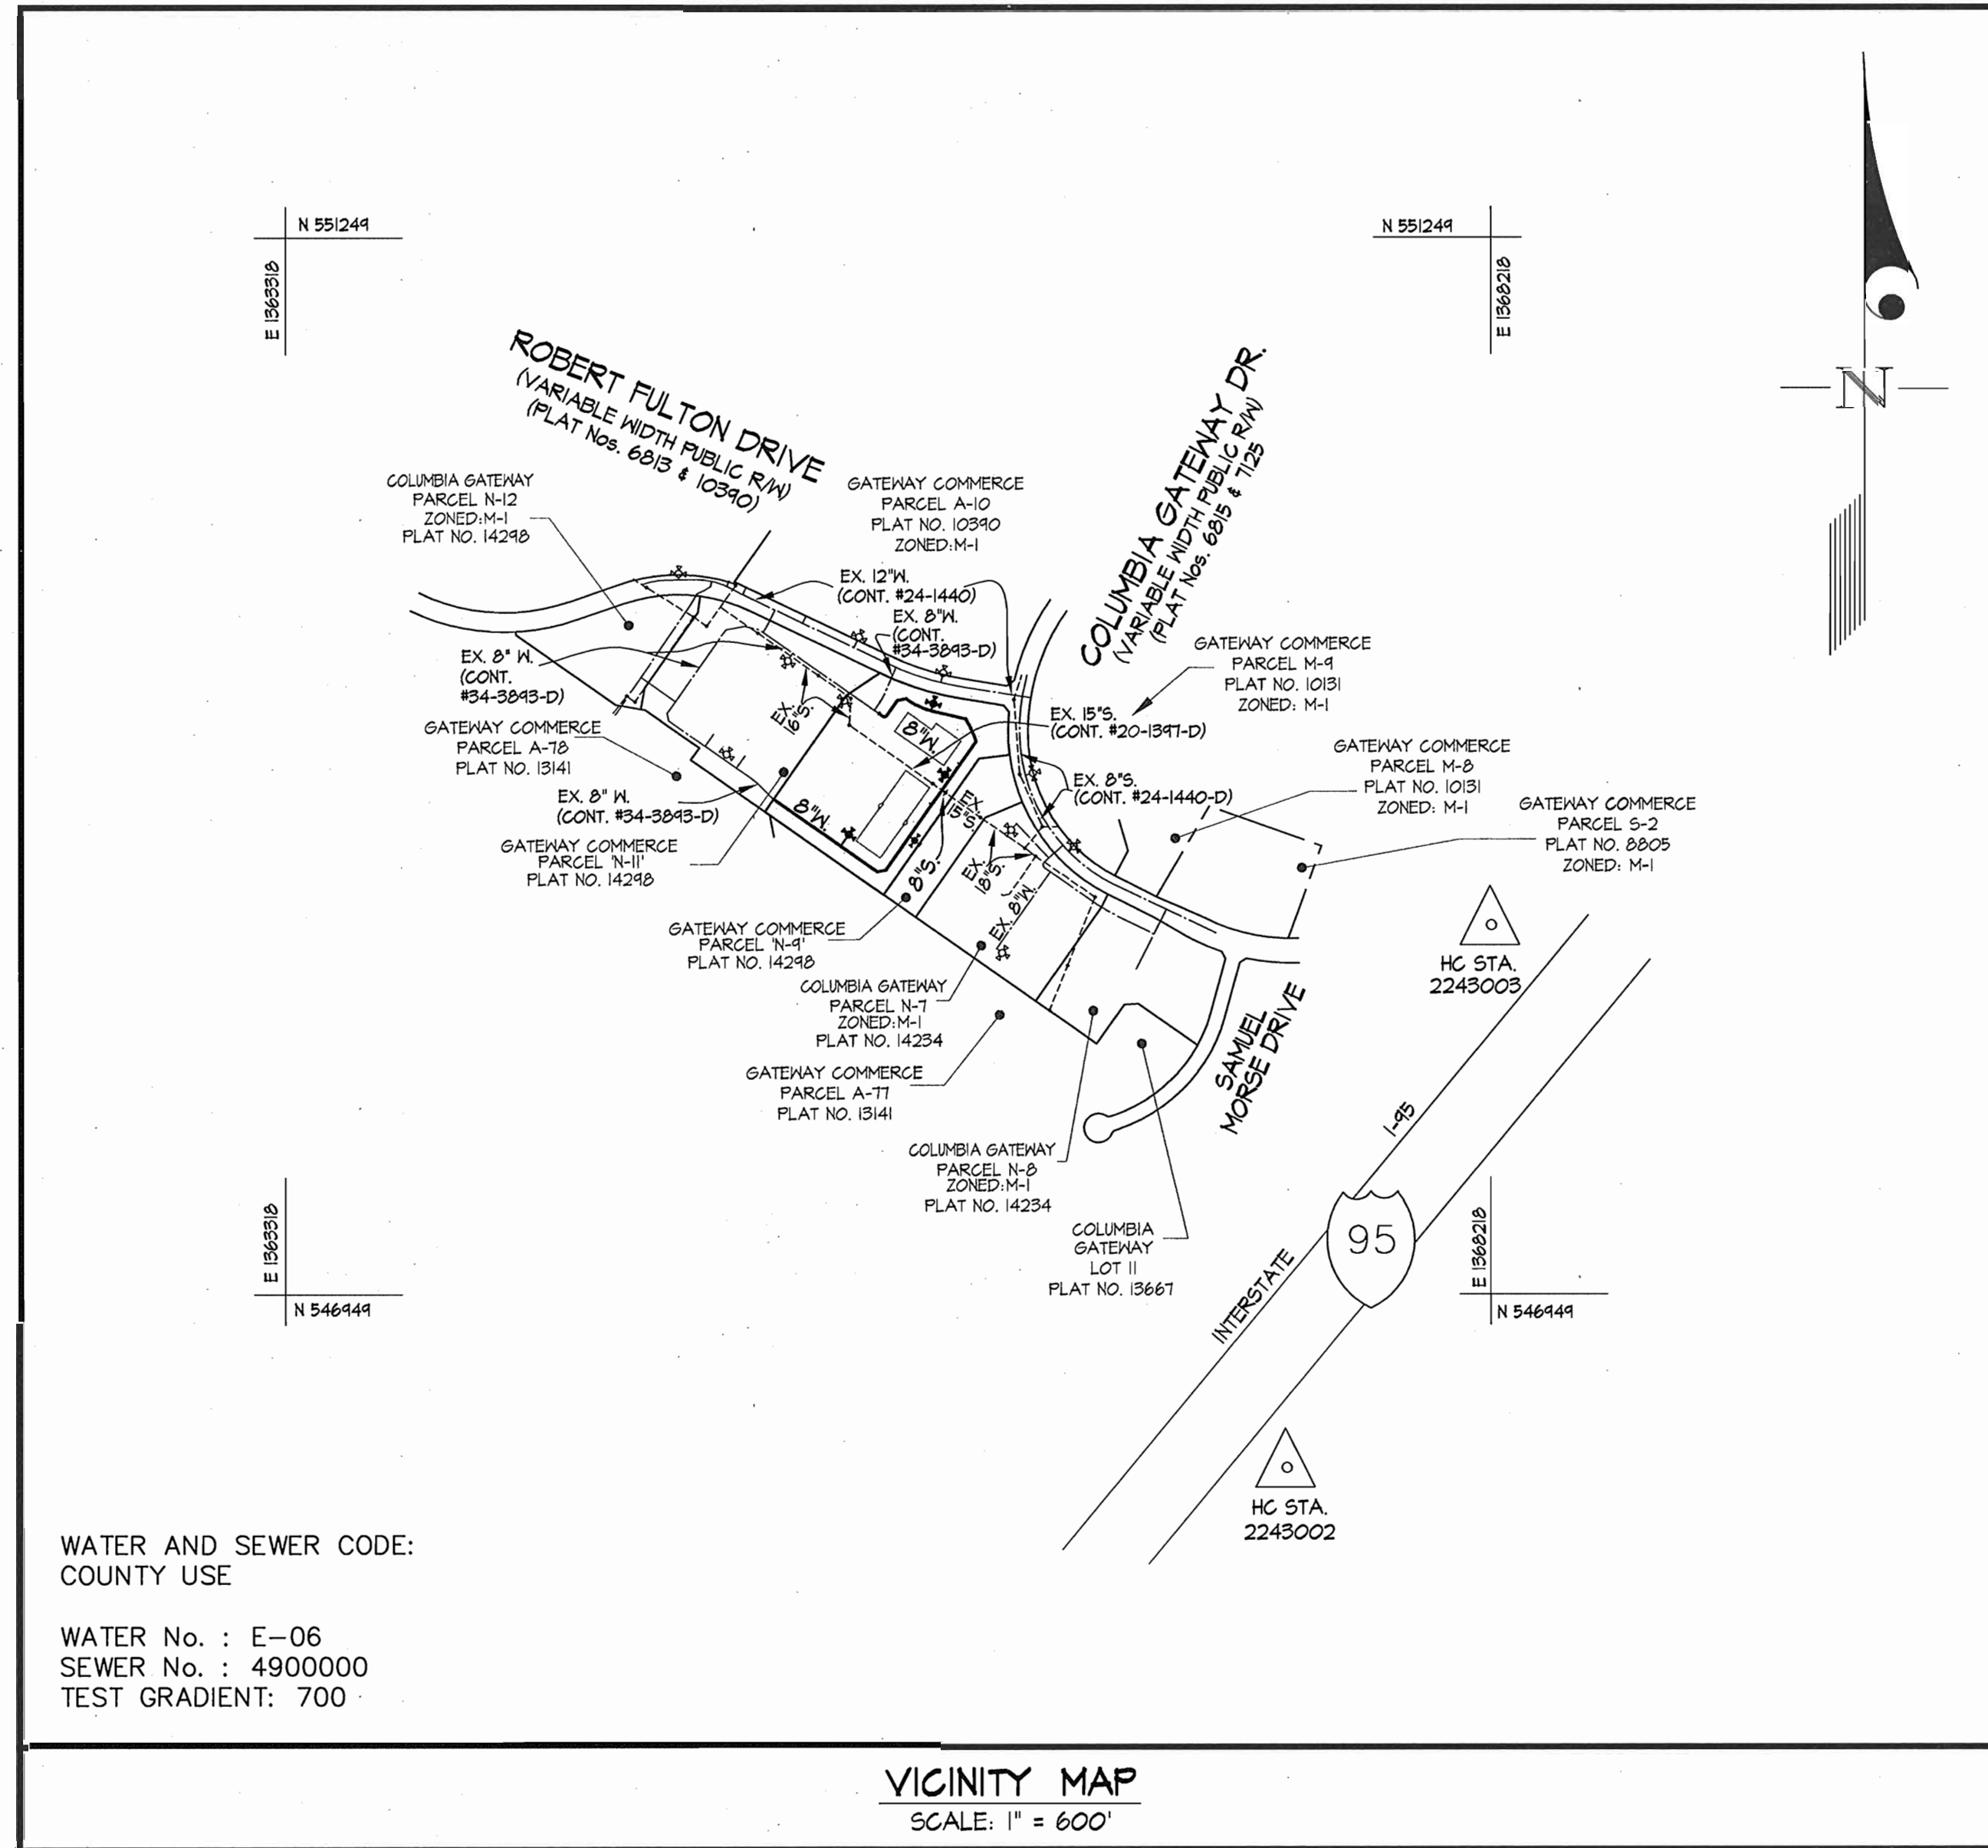 N 551249
E 1363318
N 551249
E 1368218
ROBERT FULTON DRIVE
(VARIABLE WIDTH PUBLIC R/W)
(PLAT Nos. 6813 & 10390)
COLUMBIA GATEWAY DR.
(VARIABLE WIDTH PUBLIC R/W)
(PLAT Nos. 6815 & 7125
N
COLUMBIA GATEWAY
PARCEL N-12
ZONED:M-1
PLAT NO. 14298
GATEWAY COMMERCE
PARCEL A-10
PLAT NO. 10390
ZONED:M-1
EX. 12"W.
(CONT. #24-1440)
EX. 8"W.
(CONT.
#34-3893-D)
GATEWAY COMMERCE
PARCEL M-9
PLAT NO. 10131
ZONED: M-1
EX. 8" W.
(CONT.
#34-3893-D)
EX.
6"S.
8"W.
EX. 15"S.
(CONT. #20-1397-D)
GATEWAY COMMERCE
PARCEL A-78
PLAT NO. 13141
GATEWAY COMMERCE
PARCEL M-8
PLAT NO. 10131
ZONED: M-1
EX. 8"S.
(CONT. #24-1440-D)
EX. 8" W.
(CONT. #34-3893-D)
8"W.
EX.
15"S.
GATEWAY COMMERCE
PARCEL S-2
PLAT NO. 8805
ZONED: M-1
GATEWAY COMMERCE
PARCEL 'N-11'
PLAT NO. 14298
8"S.
EX.
18"S.
EX. 8"W.
GATEWAY COMMERCE
PARCEL 'N-9'
PLAT NO. 14298
HC STA.
2243003
COLUMBIA GATEWAY
PARCEL N-7
ZONED:M-1
PLAT NO. 14234
SAMUEL
MORSE DRIVE
GATEWAY COMMERCE
PARCEL A-77
PLAT NO. 13141
I-95
COLUMBIA GATEWAY
PARCEL N-8
ZONED:M-1
PLAT NO. 14234
COLUMBIA
GATEWAY
LOT 11
PLAT NO. 13667
95
INTERSTATE
E 1363318
N 546949
E 1368218
N 546949
HC STA.
2243002
WATER AND SEWER CODE:
COUNTY USE
WATER No. : E-06
SEWER No. : 4900000
TEST GRADIENT: 700
VICINITY MAP
SCALE: 1" = 600'